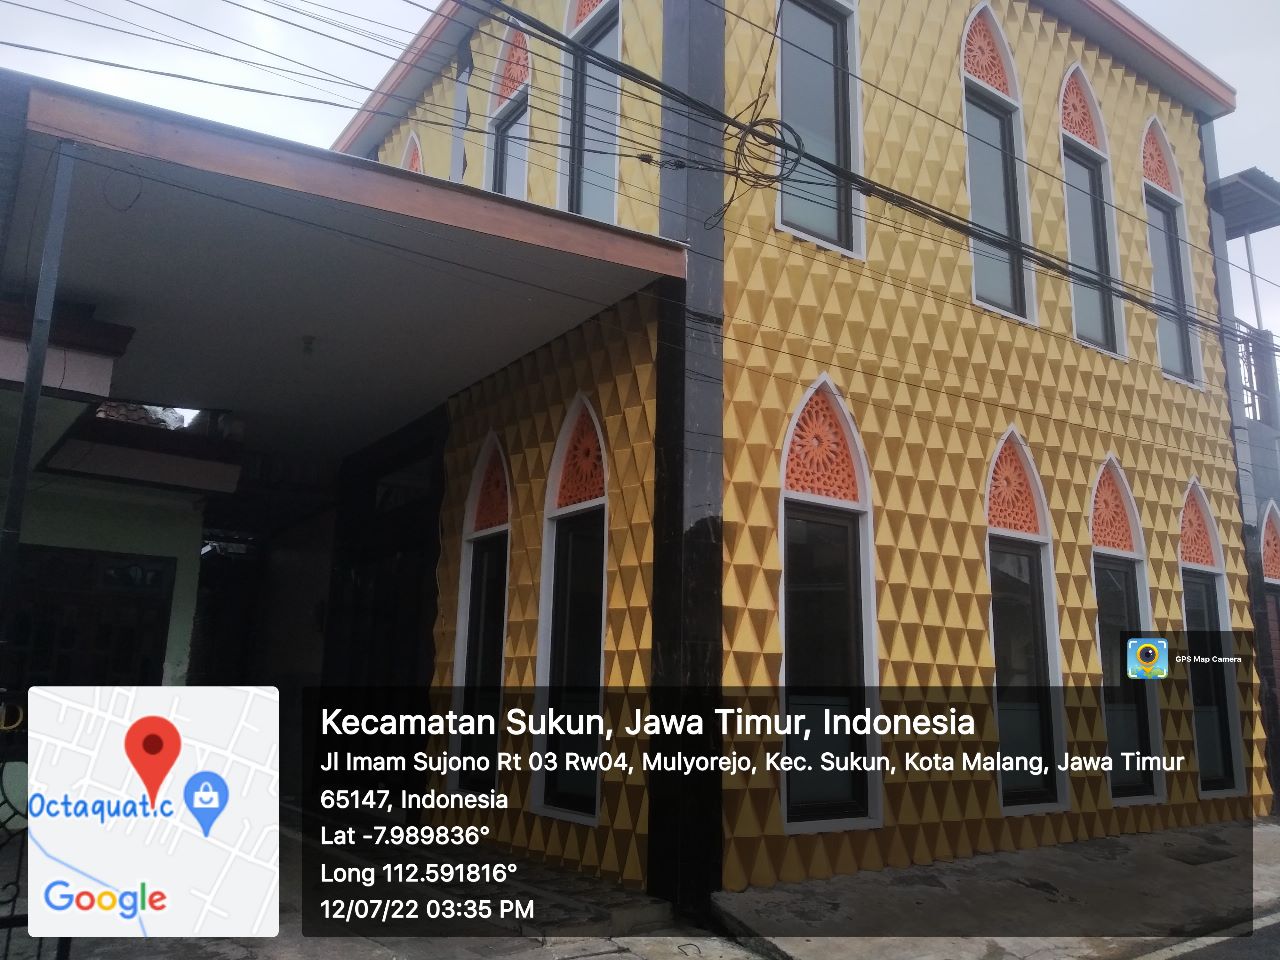 GPS Map Camera
Kecamatan Sukun, Jawa Timur, Indonesia
Jl Imam Sujono Rt 03 Rw04, Mulyorejo, Kec. Sukun, Kota Malang, Jawa Timur
65147, Indonesia
Lat -7.989836°
Long 112.591816°
12/07/22 03:35 PM
Octaquatic
Google